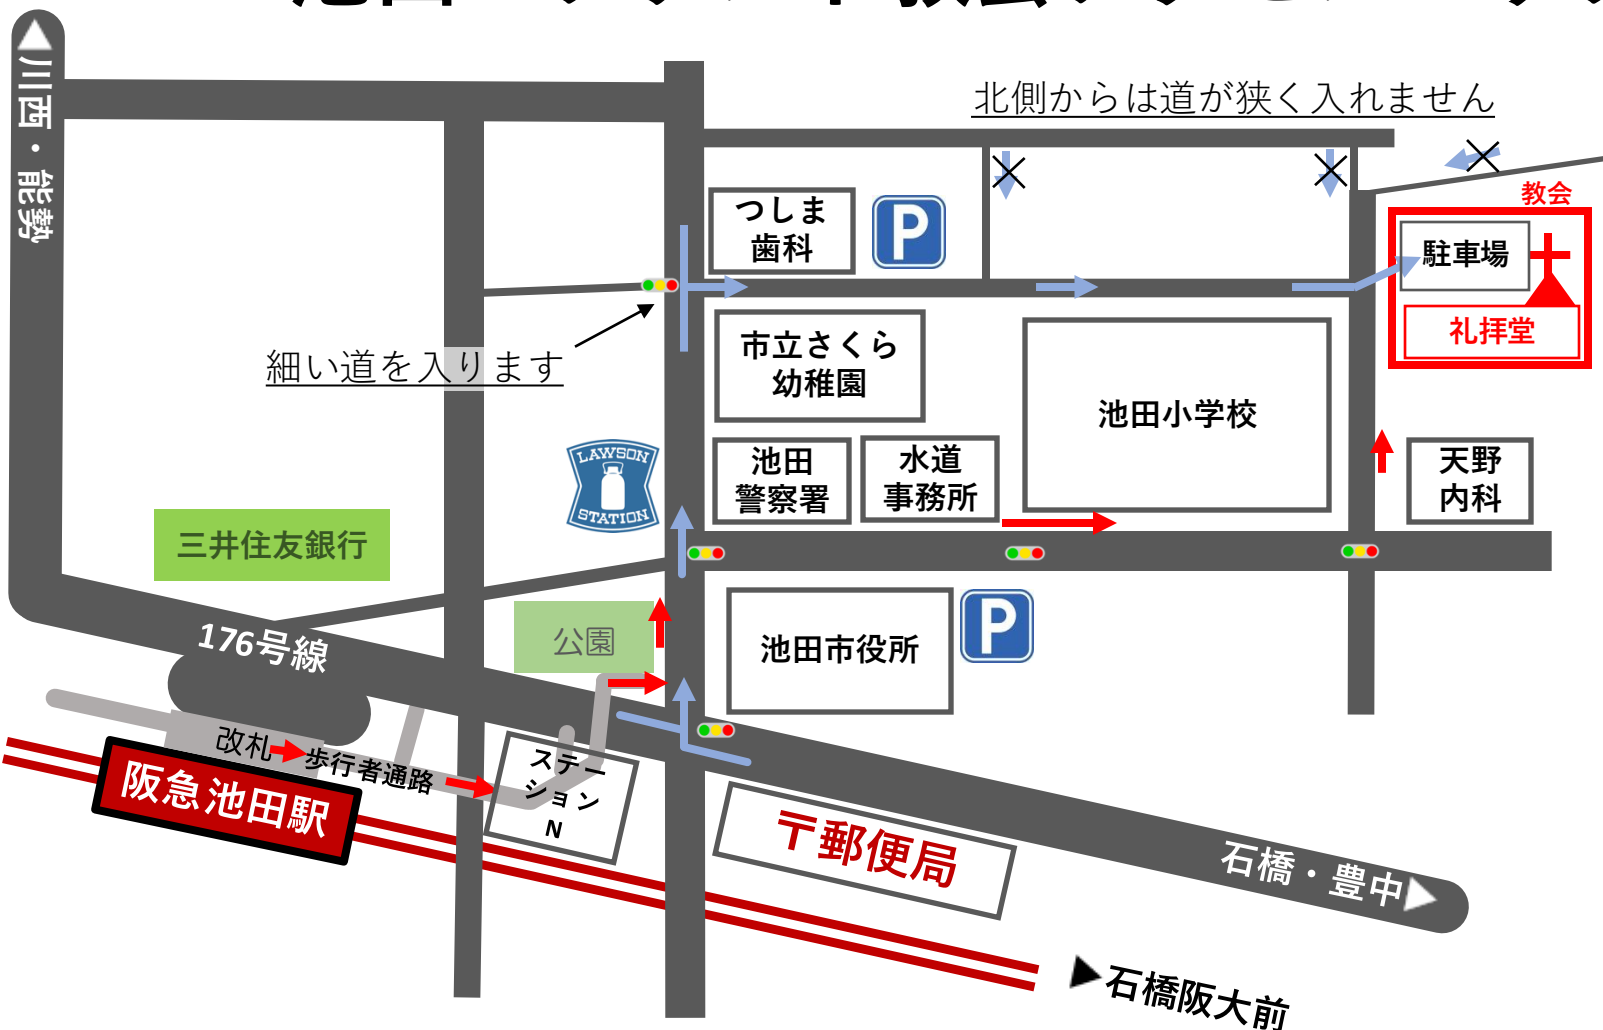 川西・能勢
北側からは道が狭く入れません
教会
つしま
歯科
P
駐車場
礼拝堂
市立さくら
幼稚園
細い道を入ります
池田小学校
LAWSON
STATION
池田
警察署
水道
事務所
天野
内科
三井住友銀行
公園
池田市役所
P
176号線
改札
歩行者通路
阪急池田駅
ステー
ション
N
〒郵便局
石橋・豊中
石橋阪大前